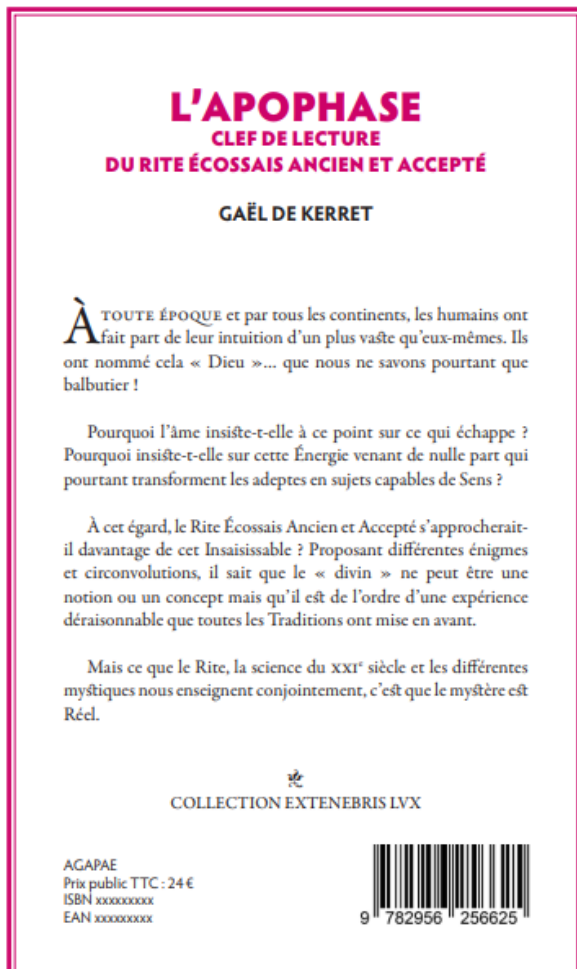 L'APOPHASE
CLEF DE LECTURE
DU RITE ÉCOSSAIS ANCIEN ET ACCEPTÉ
GAËL DE KERRET
À TOUTE ÉPOQUE et par tous les continents, les humains ont
fait part de leur intuition d'un plus vaste qu'eux-mêmes. Ils
ont nommé cela « Dieu »... que nous ne savons pourtant que
balbutier !
Pourquoi l'âme insiste-t-elle à ce point sur ce qui échappe ?
Pourquoi insiste-t-elle sur cette Énergie venant de nulle part qui
pourtant transforment les adeptes en sujets capables de Sens ?
À cet égard, le Rite Écossais Ancien et Accepté s'approcherait-
il davantage de cet Insaisissable ? Proposant différentes énigmes
et circonvolutions, il sait que le « divin » ne peut être une
notion ou un concept mais qu'il est de l'ordre d'une expérience
déraisonnable que toutes les Traditions ont mise en avant.
Mais ce que le Rite, la science du XXIe siècle et les différentes
mystiques nous enseignent conjointement, c'est que le mystère est
Réel.
COLLECTION EXTENEBRIS LVX
AGAPAE
Prix public TTC : 24 €
ISBN xxxxxxxxx
EAN xxxxxxxxx
9 782956 256625